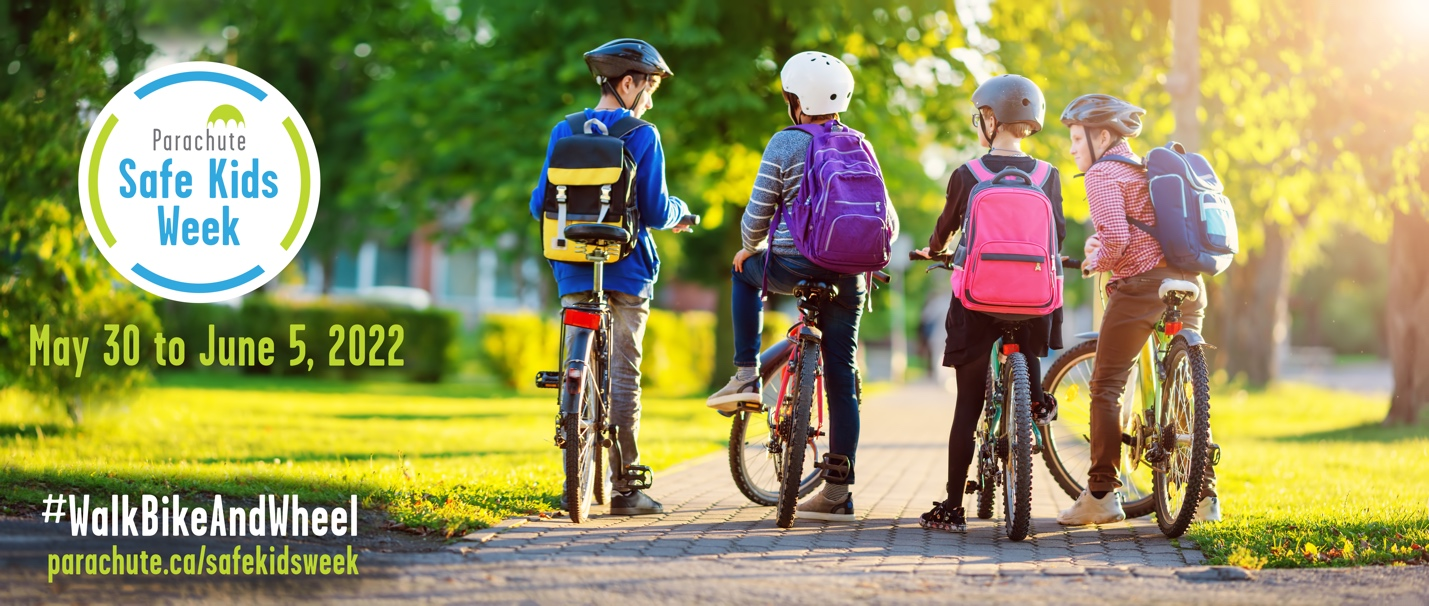 Parachute
Safe Kids
Week
May 30 to June 5, 2022
#WalkBikeAndWheel
parachute.ca/safekidsweek